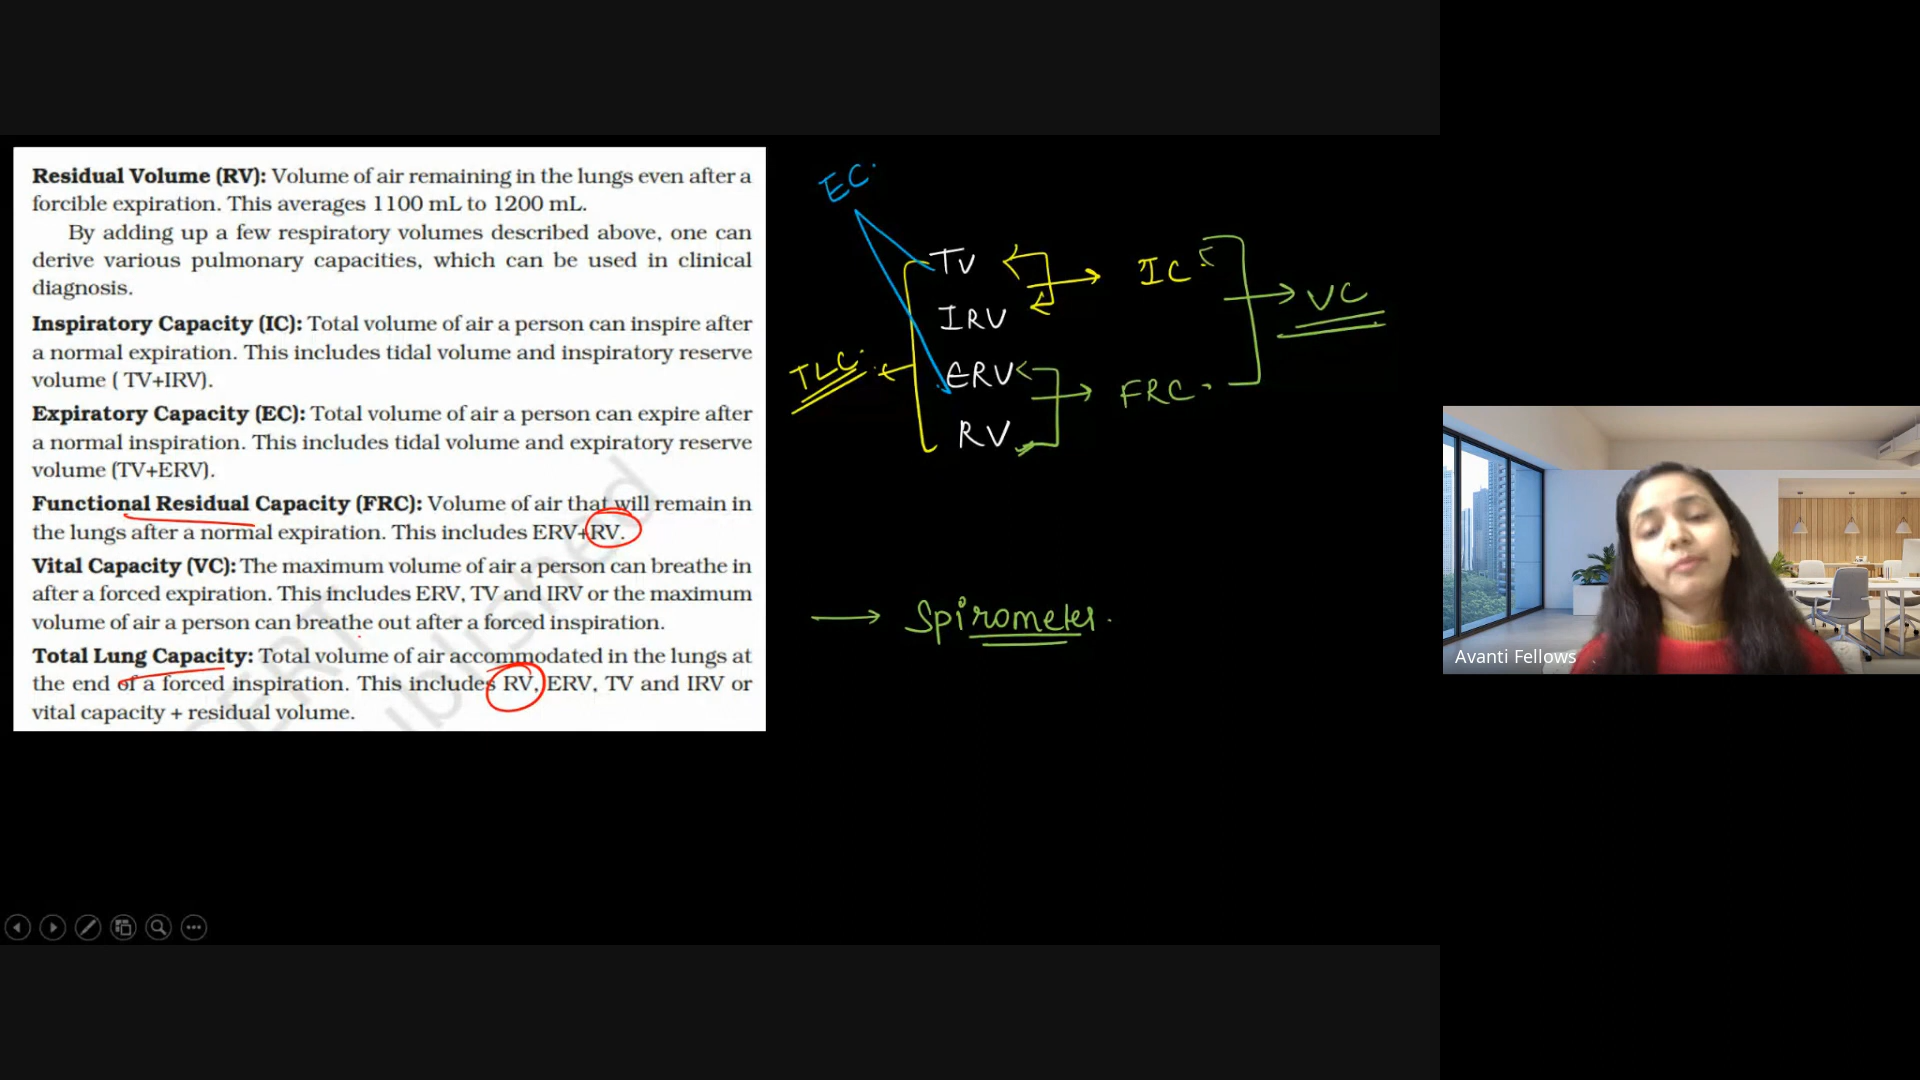 Residual Volume (RV): Volume of air remaining in the lungs even after a
forcible expiration. This averages 1100 mL to 1200 mL.
By adding up a few respiratory volumes described above, one can
derive various pulmonary capacities, which can be used in clinical
diagnosis.
Inspiratory Capacity (IC): Total volume of air a person can inspire after
a normal expiration. This includes tidal volume and inspiratory reserve
volume ( TV+IRV).
Expiratory Capacity (EC): Total volume of air a person can expire after
a normal inspiration. This includes tidal volume and expiratory reserve
volume (TV+ERV).
Functional Residual Capacity (FRC): Volume of air that will remain in
the lungs after a normal expiration. This includes ERV+RV.
Vital Capacity (VC): The maximum volume of air a person can breathe in
after a forced expiration. This includes ERV, TV and IRV or the maximum
volume of air a person can breathe out after a forced inspiration.
Total Lung Capacity: Total volume of air accommodated in the lungs at
the end of a forced inspiration. This includes RV, ERV, TV and IRV or
vital capacity + residual volume.
EC.
TV
IRV
ERV
RV
TLC.
IC
FRC
VC
Spirometer.
Avanti Fellows